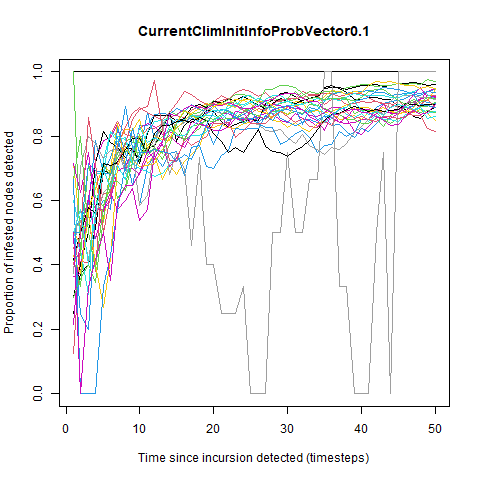 CurrentClimInitInfoProbVector0.1
Proportion of infested nodes detected
1.0
0.8
0.6
0.4
0.2
0.0
0 10 20 30 40 50
Time since incursion detected (timesteps)